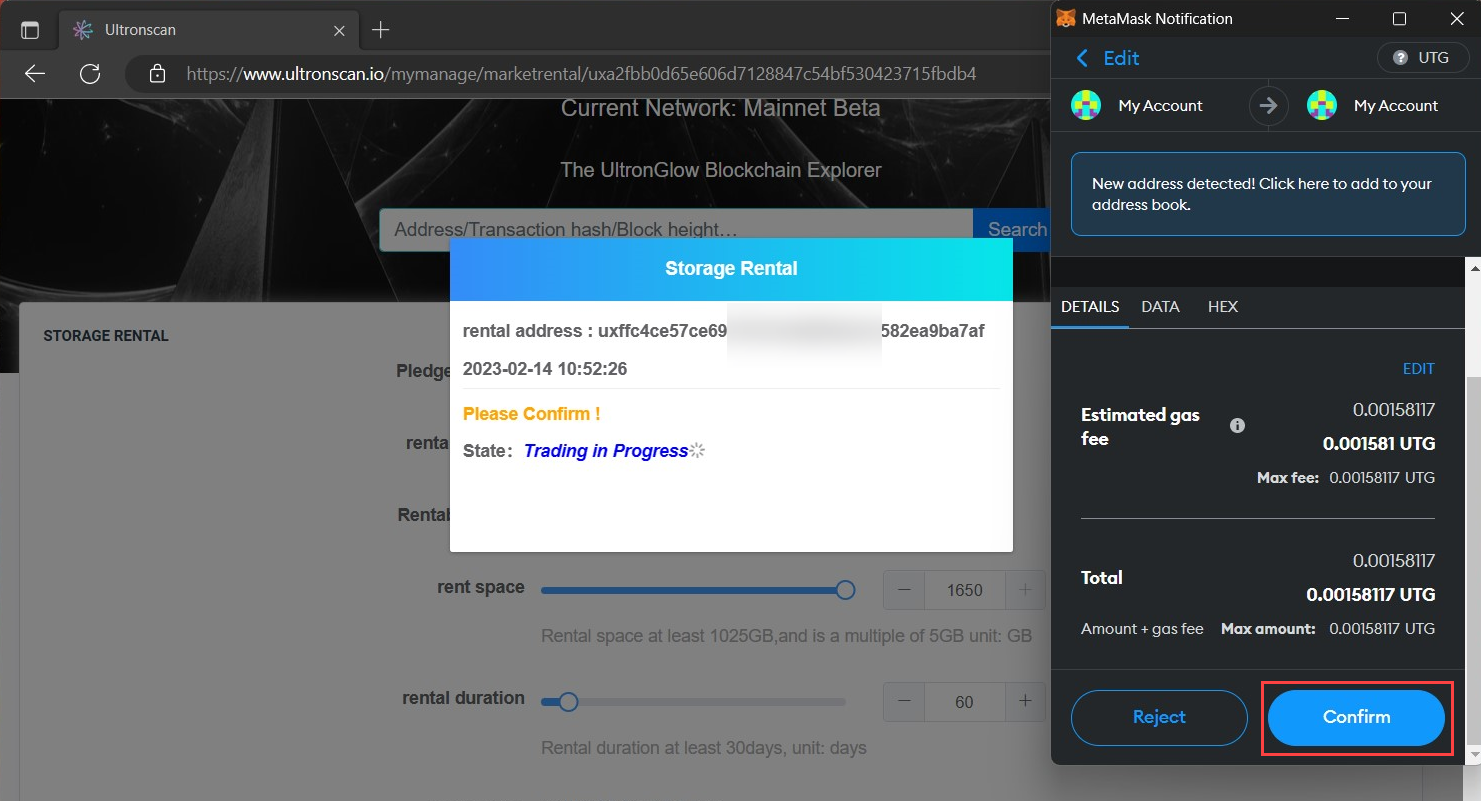 Ultronscan
https://www.ultronscan.io/mymanage/marketrental/uxa2fbb0d65e606d7128847c54bf530423715fbdb4
Current Network: Mainnet Beta
The UltronGlow Blockchain Explorer
Address/Transaction hash/Block height…
Search
Storage Rental
rental address : uxffc4ce57ce69 582ea9ba7af
2023-02-14 10:52:26
Please Confirm !
State: Trading in Progress
STORAGE RENTAL
Pledge
rent space
1650
Rental space at least 1025GB,and is a multiple of 5GB unit: GB
rental duration
60
Rental duration at least 30days, unit: days
MetaMask Notification
Edit
UTG
My Account
My Account
New address detected! Click here to add to your
address book.
DETAILS DATA HEX
EDIT
Estimated gas
fee
0.00158117
0.001581 UTG
Max fee: 0.00158117 UTG
Total
0.00158117
0.00158117 UTG
Amount + gas fee Max amount: 0.00158117 UTG
Reject
Confirm